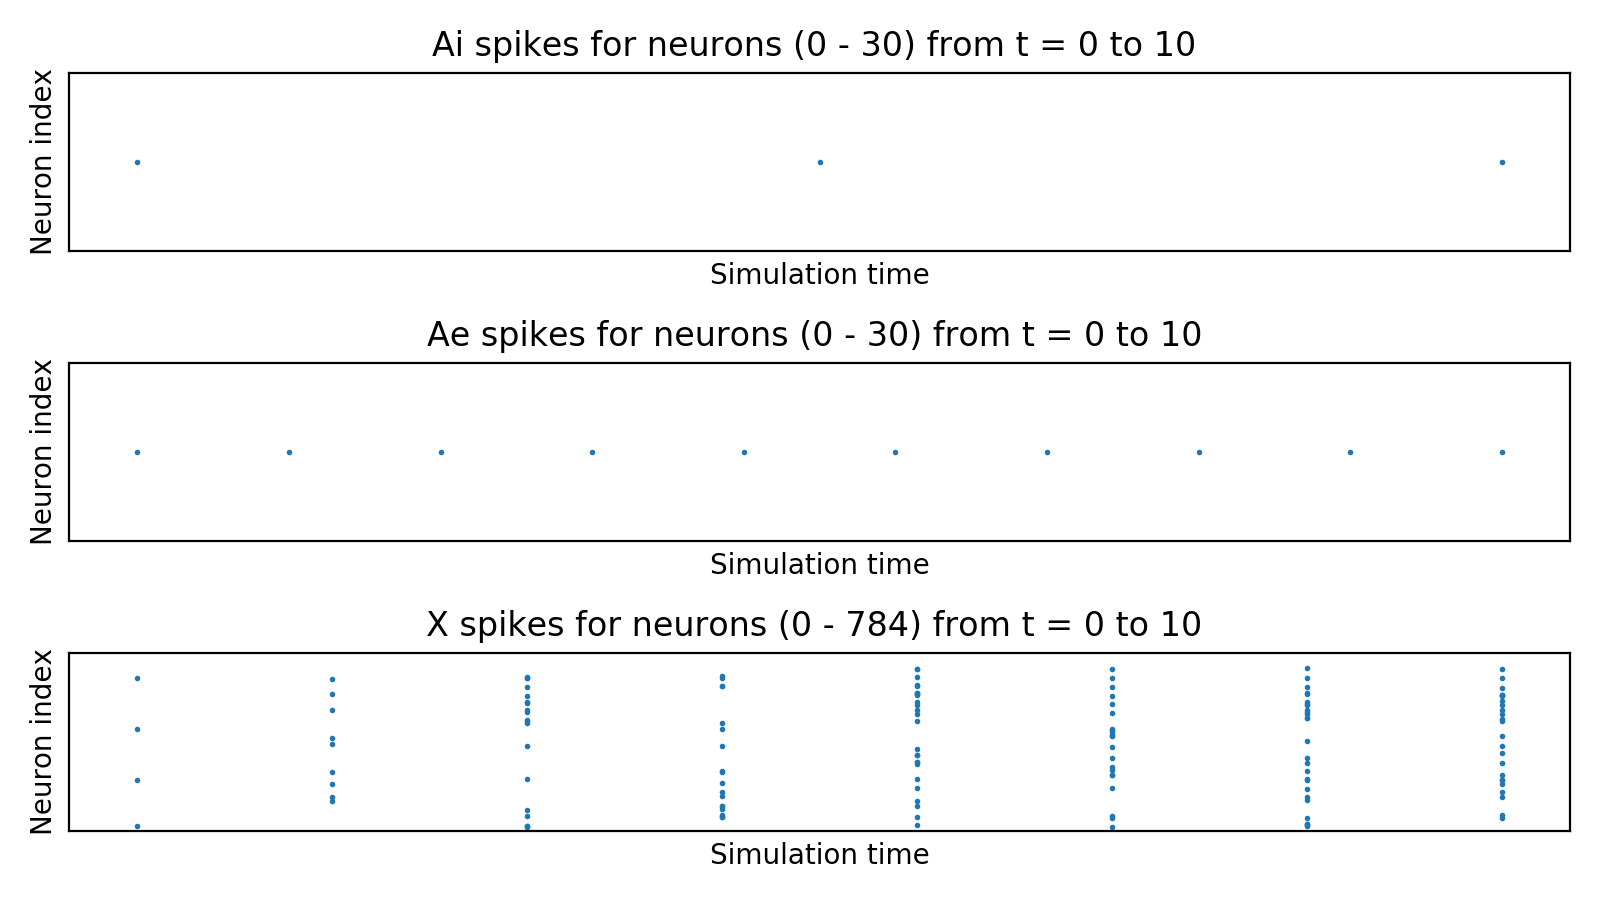 Ai spikes for neurons (0 - 30) from t = 0 to 10
Neuron index
Simulation time
Ae spikes for neurons (0 - 30) from t = 0 to 10
Neuron index
Simulation time
X spikes for neurons (0 - 784) from t = 0 to 10
Neuron index
Simulation time